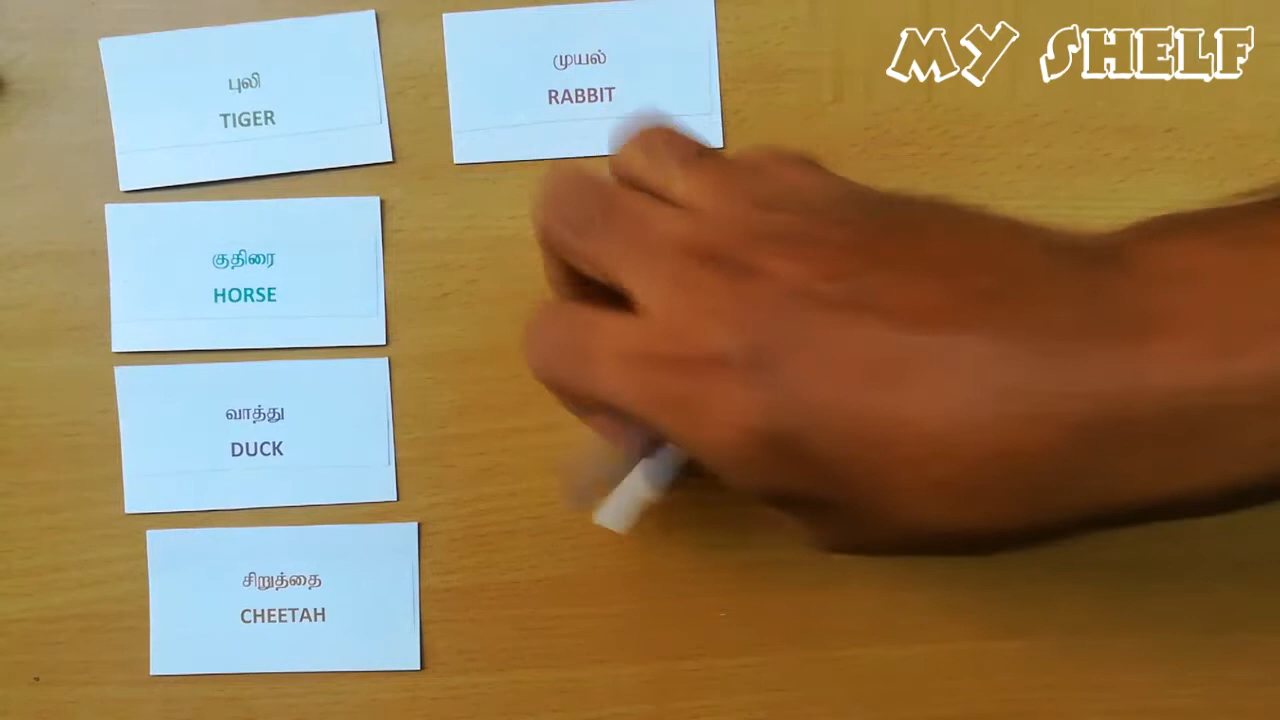 புலி
TIGER
முயல்
RABBIT
MY SHELF
குதிரை
HORSE
வாத்து
DUCK
சிறுத்தை
CHEETAH